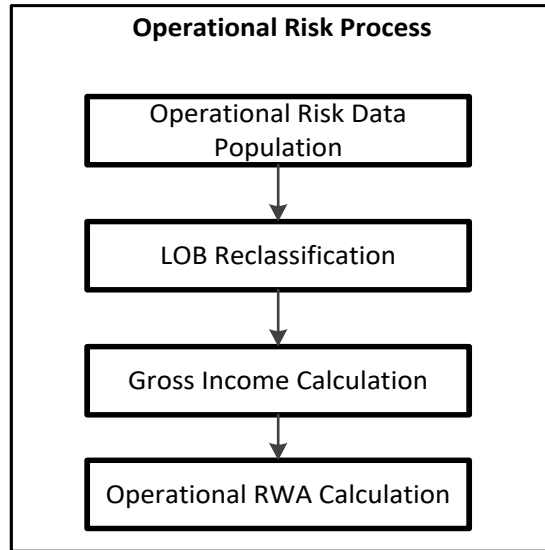 Operational Risk Process
Operational Risk Data
Population
LOB Reclassification
Gross Income Calculation
Operational RWA Calculation